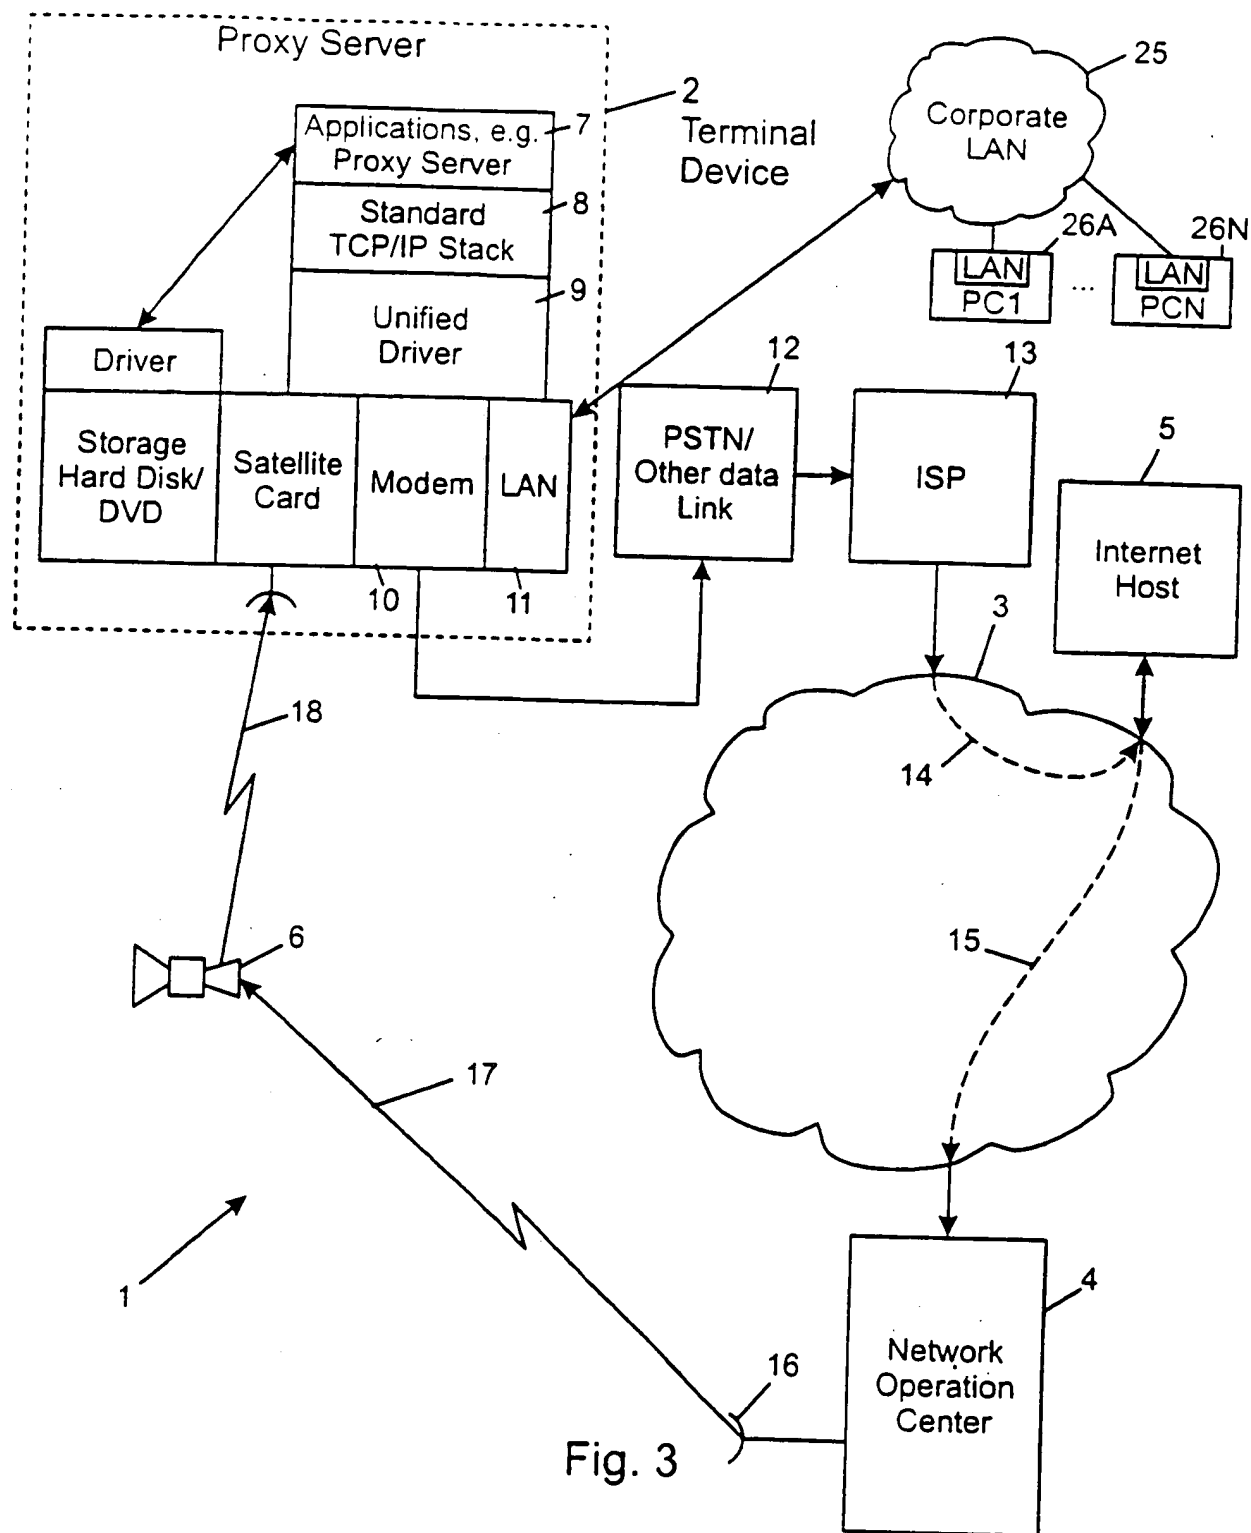 Proxy Server
2
Terminal
Device
Applications, e.g.
Proxy Server
7
Standard
TCP/IP Stack
8
Unified
Driver
9
Driver
Storage
Hard Disk/
DVD
Satellite
Card
Modem
LAN
10
11
25
Corporate
LAN
26A
26N
LAN
PC1
...
LAN
PCN
12
PSTN/
Other data
Link
13
ISP
5
Internet
Host
3
14
15
18
6
17
1
16
4
Network
Operation
Center
Fig. 3